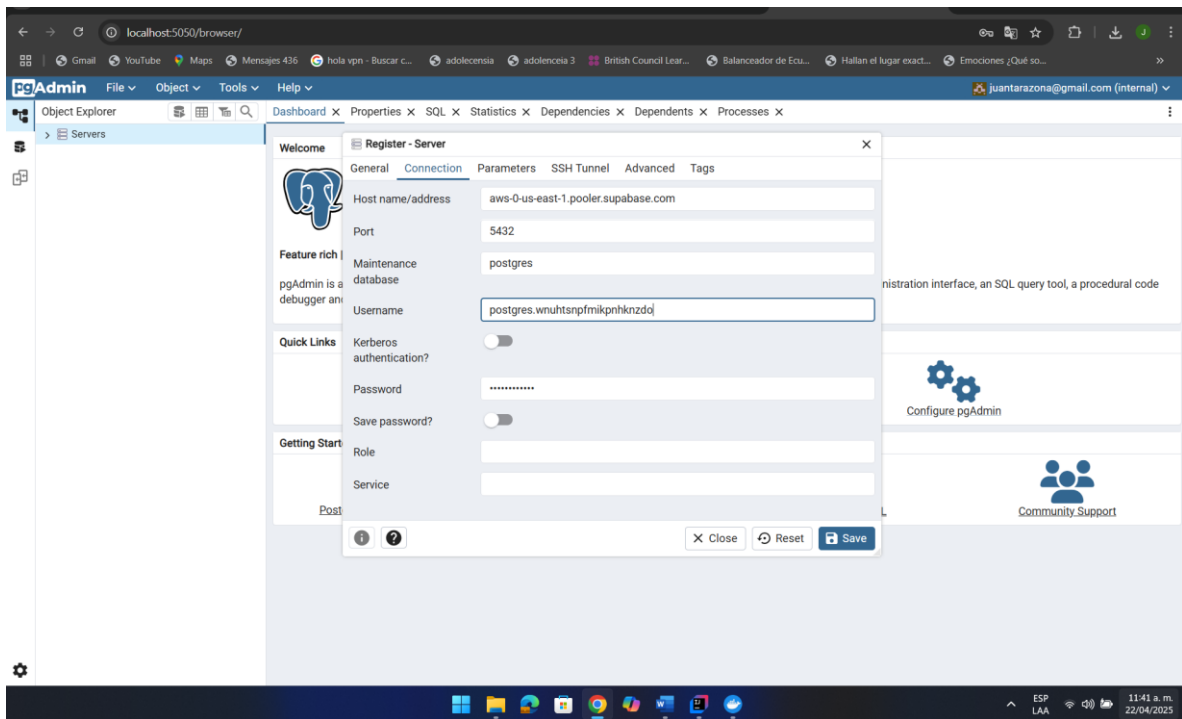 localhost:5050/browser/
Gmail YouTube Maps Mensajes 436 hola vpn - Buscar c... adolecensia adolenceia 3 British Council Lear... Balanceador de Ecu... Hallan el lugar exact... Emociones ¿Qué so... »
pgAdmin File Object Tools Help juantarazona@gmail.com (internal)
Object Explorer Dashboard Properties SQL Statistics Dependencies Dependents Processes
Servers
Welcome
Register - Server
General Connection Parameters SSH Tunnel Advanced Tags
Host name/address aws-0-us-east-1.pooler.supabase.com
Port 5432
Feature rich
Maintenance database postgres
pgAdmin is a nistration interface, an SQL query tool, a procedural code
debugger and
Username postgres.wnuhtsnpfmikpnhknzdo
Quick Links
Kerberos authentication?
Password ••••••••••••
Configure pgAdmin
Save password?
Getting Start
Role
Service
Post L Community Support
Close Reset Save
ESP
LAA
11:41 a. m.
22/04/2025